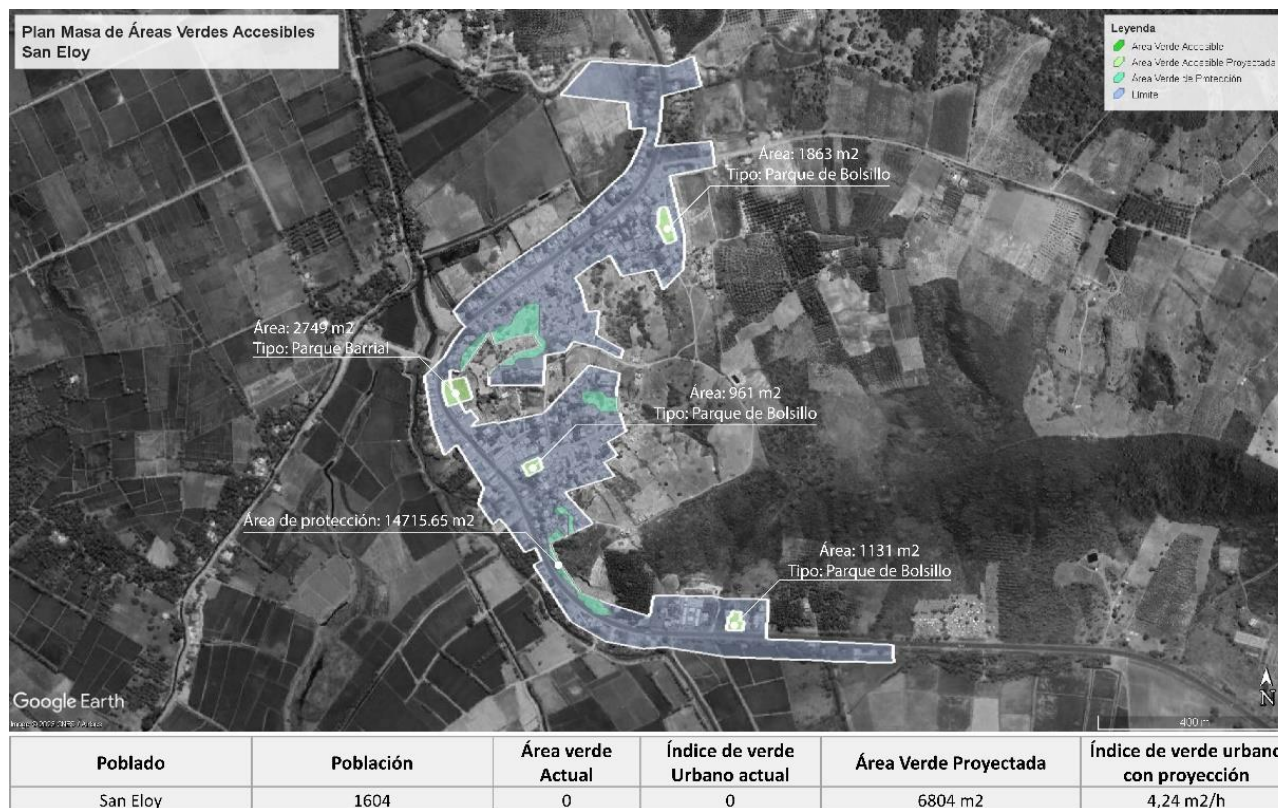 Plan Masa de Áreas Verdes Accesibles
San Eloy
Leyenda
Área Verde Accesible
Área Verde Accesible Proyectada
Área Verde de Protección
Límite
Área: 1863 m2
Tipo: Parque de Bolsillo
Área: 2749 m2
Tipo: Parque Barrial
Área: 961 m2
Tipo: Parque de Bolsillo
Área de protección: 14715.65 m2
Área: 1131 m2
Tipo: Parque de Bolsillo
Google Earth
N
400 m
Poblado Población Área verde Actual Índice de verde Urbano actual Área Verde Proyectada Índice de verde urbano con proyección
San Eloy 1604 0 0 6804 m2 4,24 m2/h